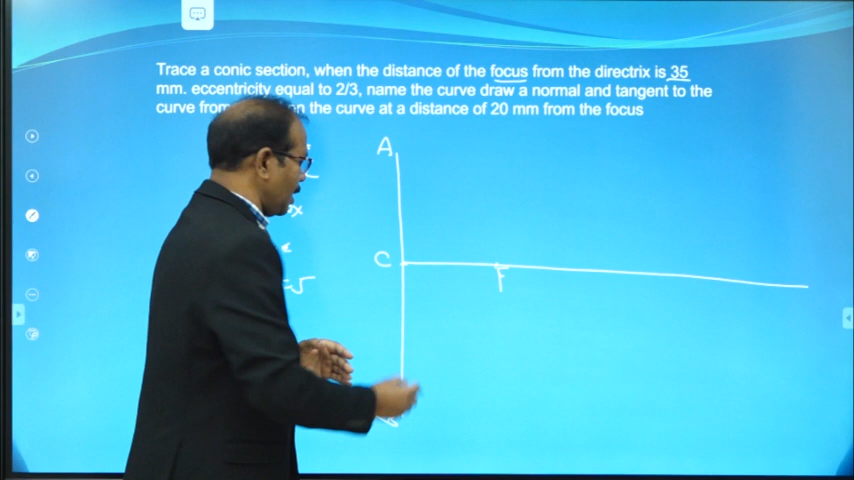 Trace a conic section, when the distance of the focus from the directrix is 35
mm. eccentricity equal to 2/3, name the curve draw a normal and tangent to the
curve from the curve at a distance of 20 mm from the focus
A
C
F